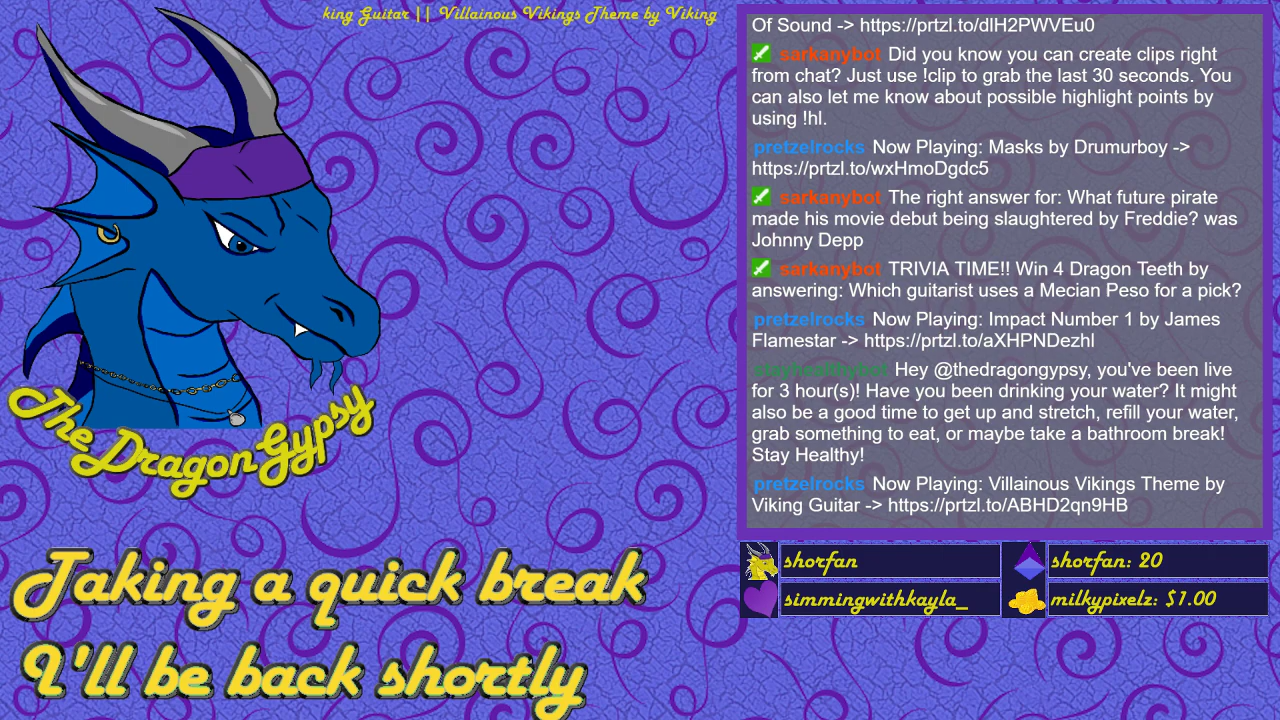 king Guitar || Villainous Vikings Theme by Viking
Of Sound -> https://prtzl.to/dlH2PWVEu0
sarkanybot Did you know you can create clips right
from chat? Just use !clip to grab the last 30 seconds. You
can also let me know about possible highlight points by
using !hl.
pretzelrocks Now Playing: Masks by Drumurboy ->
https://prtzl.to/wxHmoDgdc5
sarkanybot The right answer for: What future pirate
made his movie debut being slaughtered by Freddie? was
Johnny Depp
sarkanybot TRIVIA TIME!! Win 4 Dragon Teeth by
answering: Which guitarist uses a Mecian Peso for a pick?
pretzelrocks Now Playing: Impact Number 1 by James
Flamestar -> https://prtzl.to/aXHPNDezhl
stayhealthybot Hey @thedragongypsy, you've been live
for 3 hour(s)! Have you been drinking your water? It might
also be a good time to get up and stretch, refill your water,
grab something to eat, or maybe take a bathroom break!
Stay Healthy!
pretzelrocks Now Playing: Villainous Vikings Theme by
Viking Guitar -> https://prtzl.to/ABHD2qn9HB
TheDragonGypsy
shorfan
shorfan: 20
simmingwithkayla_
milkypixelz: $1.00
Taking a quick break
I'll be back shortly